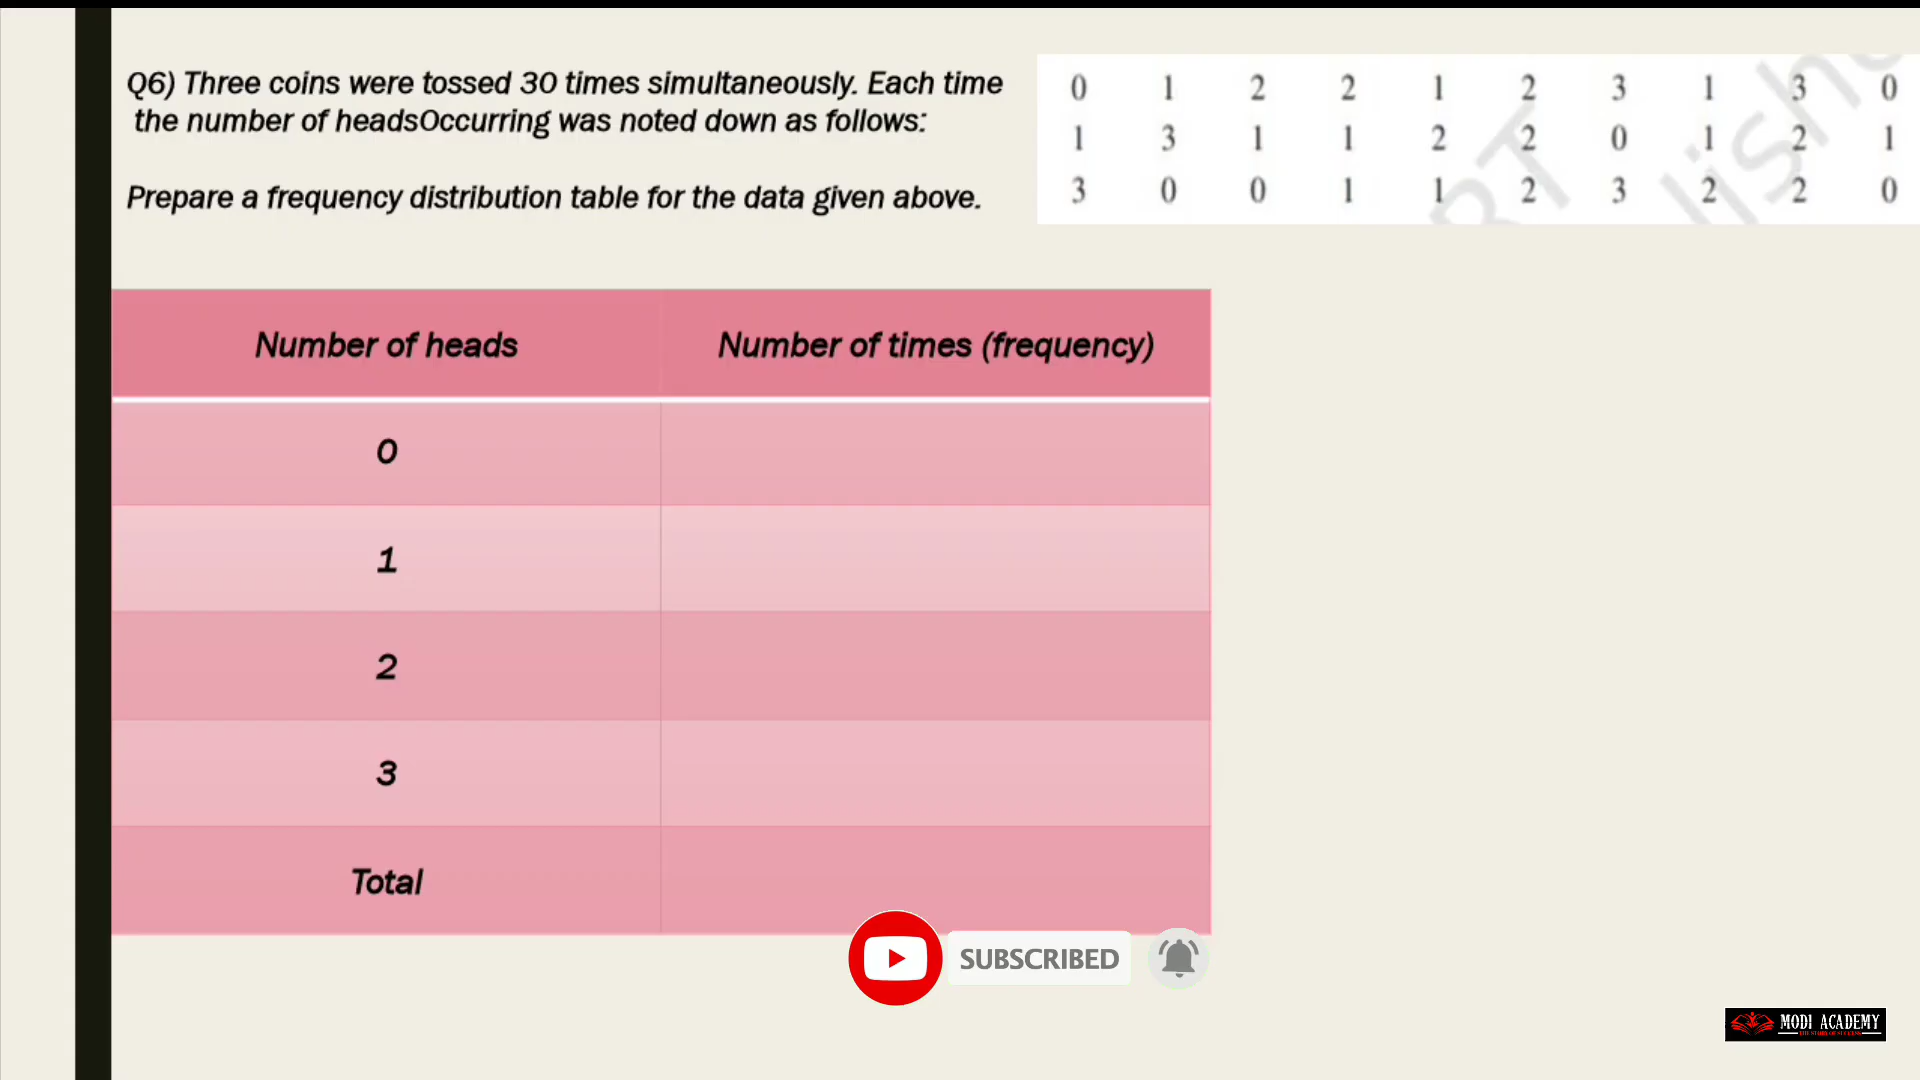 Q6) Three coins were tossed 30 times simultaneously. Each time
the number of headsOccurring was noted down as follows:
Prepare a frequency distribution table for the data given above.
0 1 2 2 1 2 3 1 3 0
1 3 1 1 2 2 0 1 2 1
3 0 0 1 1 2 3 2 2 0
Number of heads Number of times (frequency)
0
1
2
3
Total
SUBSCRIBED
MODI ACADEMY